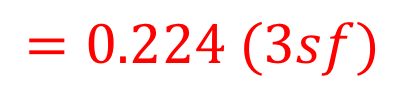 = 0.224 (3sf)